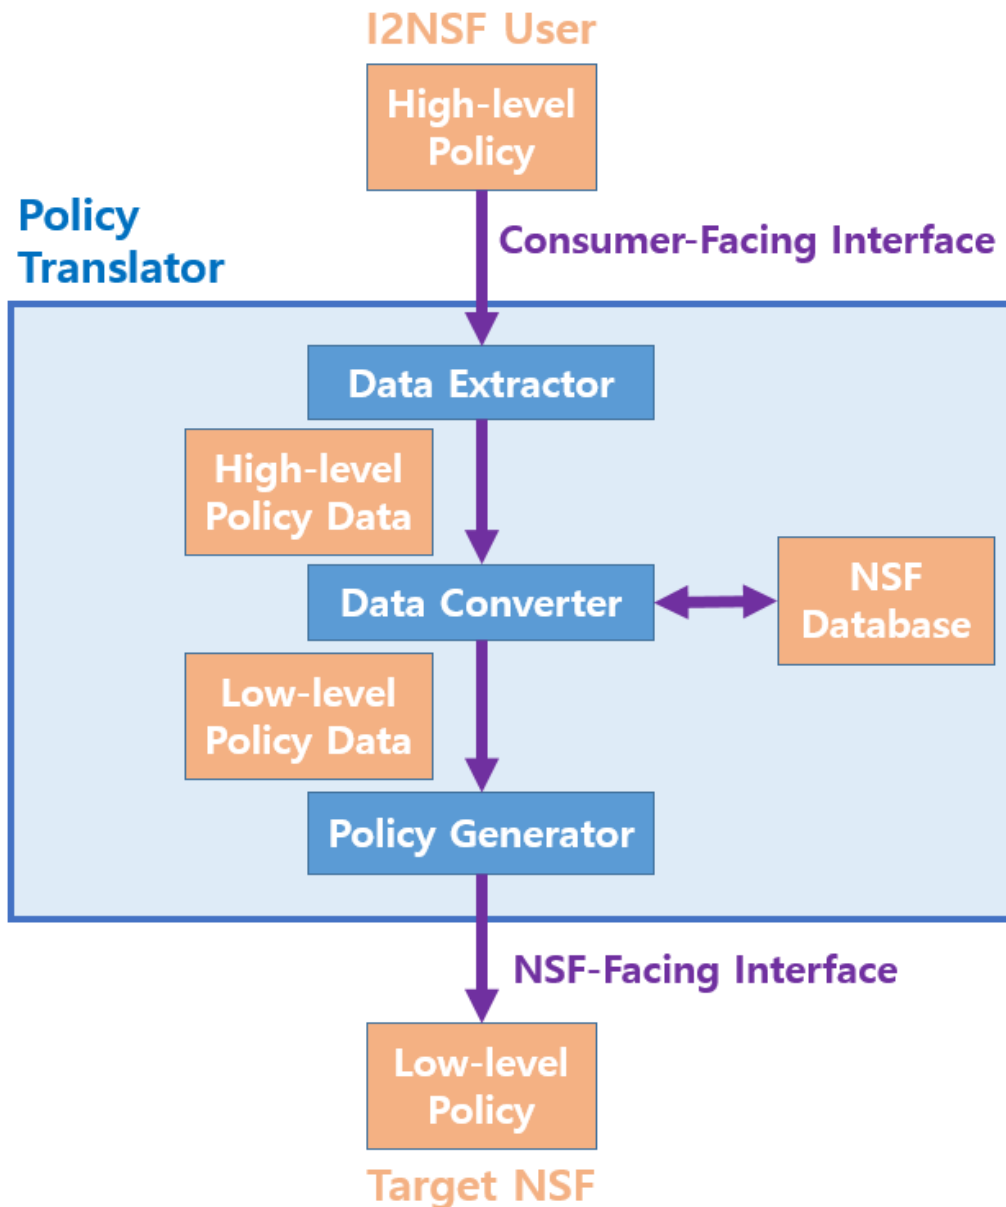 I2NSF User
High-level
Policy
Policy
Translator
Consumer-Facing Interface
Data Extractor
High-level
Policy Data
Data Converter
NSF
Database
Low-level
Policy Data
Policy Generator
NSF-Facing Interface
Low-level
Policy
Target NSF